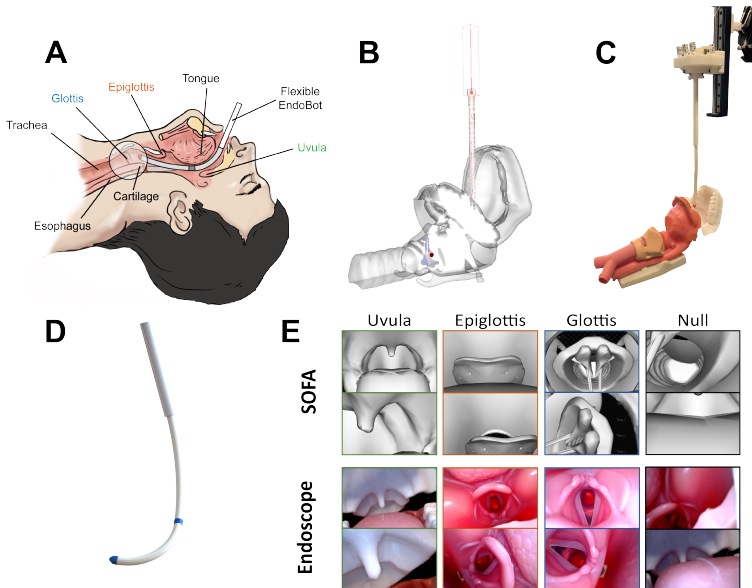 A
B
C
Tongue
Epiglottis
Flexible
EndoBot
Glottis
Trachea
Uvula
Cartilage
Esophagus
D
E
Uvula
Epiglottis
Glottis
Null
SOFA
Endoscope